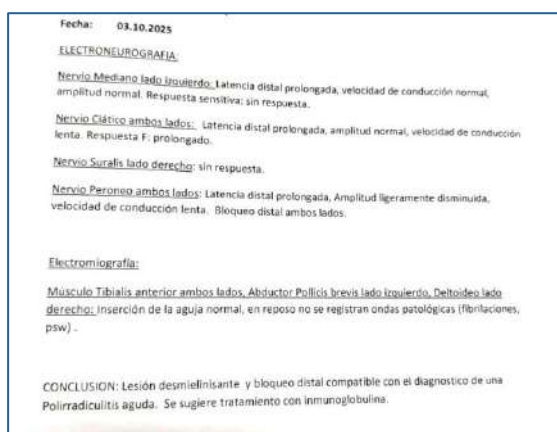 Fecha: 03.10.2025
ELECTRONEUROGRAFIA:
Nervio Mediano lado izquierdo: Latencia distal prolongada, velocidad de conducción normal,
amplitud normal. Respuesta sensitiva: sin respuesta.
Nervio Ciático ambos lados: Latencia distal prolongada, amplitud normal, velocidad de conducción
lenta. Respuesta F: prolongado.
Nervio Suralis lado derecho: sin respuesta.
Nervio Peroneo ambos lados: Latencia distal prolongada, Amplitud ligeramente disminuida,
velocidad de conducción lenta. Bloqueo distal ambos lados.
Electromiografía:
Músculo Tibialis anterior ambos lados, Abductor Pollicis brevis lado izquierdo, Deltoideo lado
derecho: Inserción de la aguja normal, en reposo no se registran ondas patológicas (fibrilaciones,
psw) .
CONCLUSION: Lesión desmielinisante y bloqueo distal compatible con el diagnostico de una
Polirradiculitis aguda. Se sugiere tratamiento con inmunoglobulina.